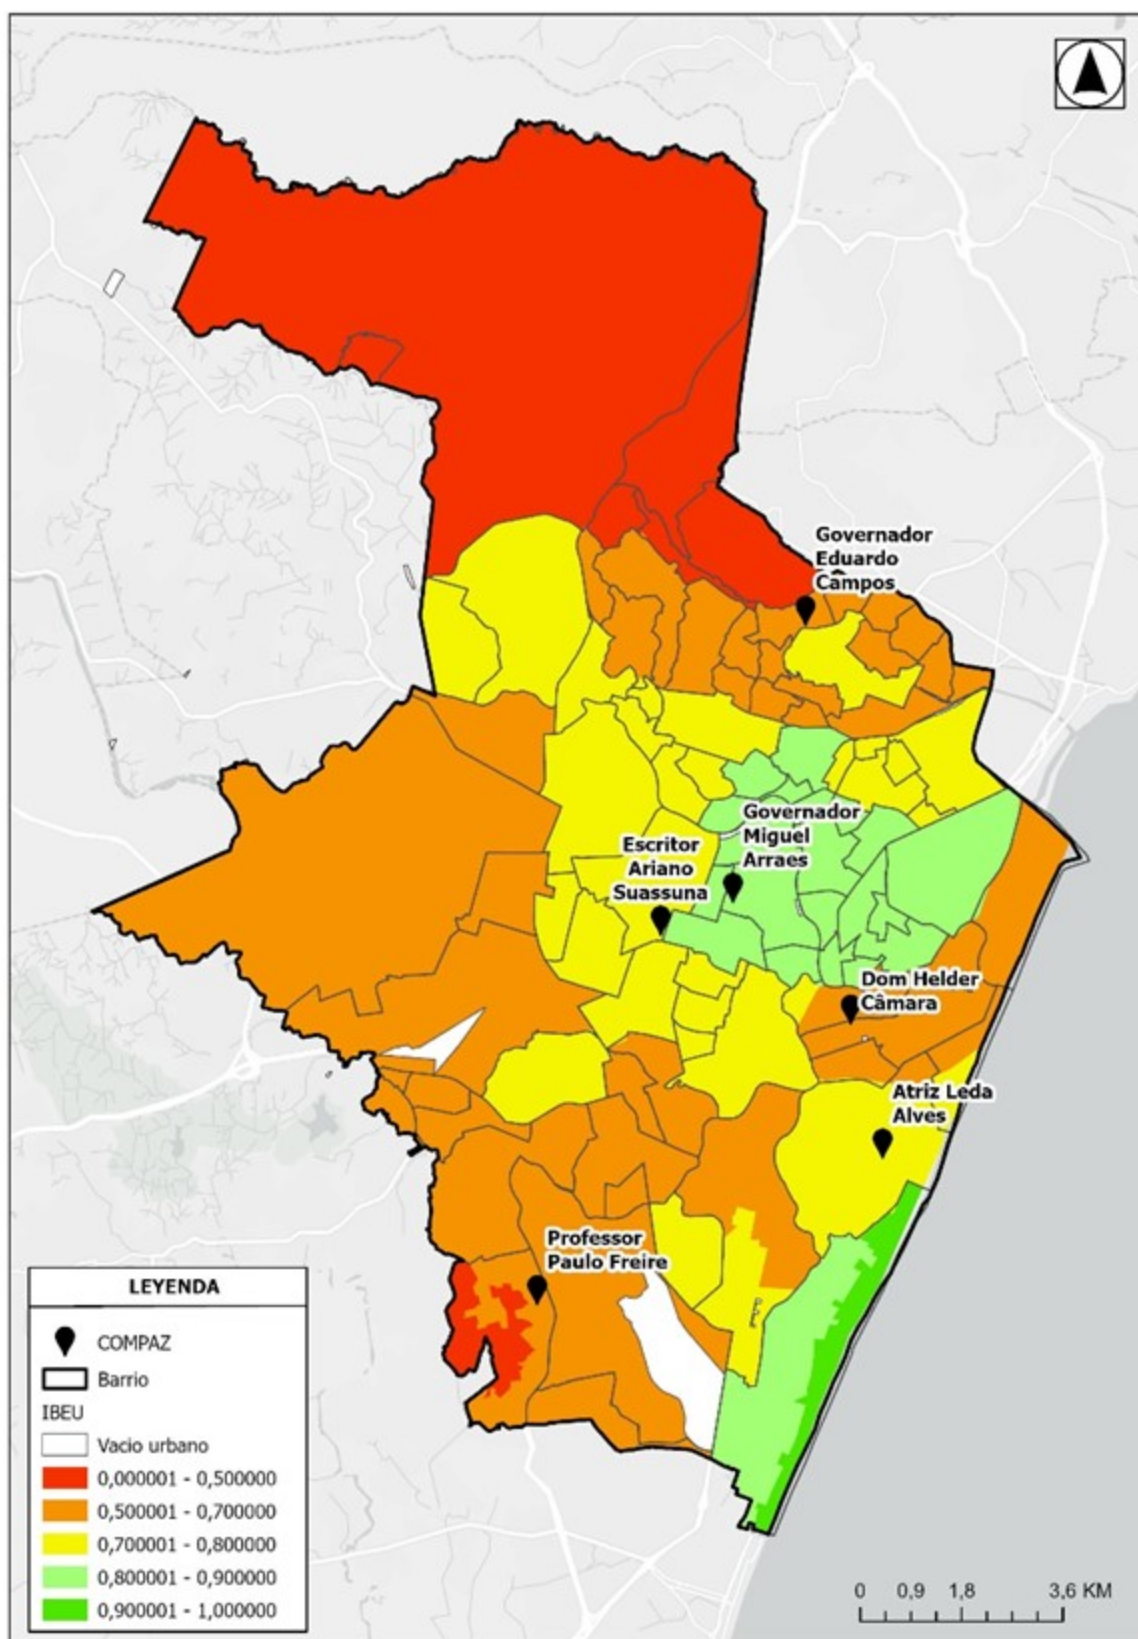 Governador
Eduardo
Campos
Governador
Miguel
Arraes
Escritor
Ariano
Suassuna
Dom Helder
Câmara
Atriz Leda
Alves
Professor
Paulo Freire
LEYENDA
COMPAZ
Barrio
IBEU
Vacio urbano
0,000001 - 0,500000
0,500001 - 0,700000
0,700001 - 0,800000
0,800001 - 0,900000
0,900001 - 1,000000
0 0,9 1,8 3,6 KM